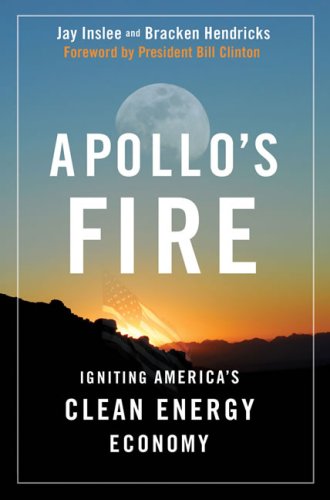 Jay Inslee and Bracken Hendricks
Foreword by President Bill Clinton
APOLLO'S
FIRE
IGNITING AMERICA'S
CLEAN ENERGY
ECONOMY